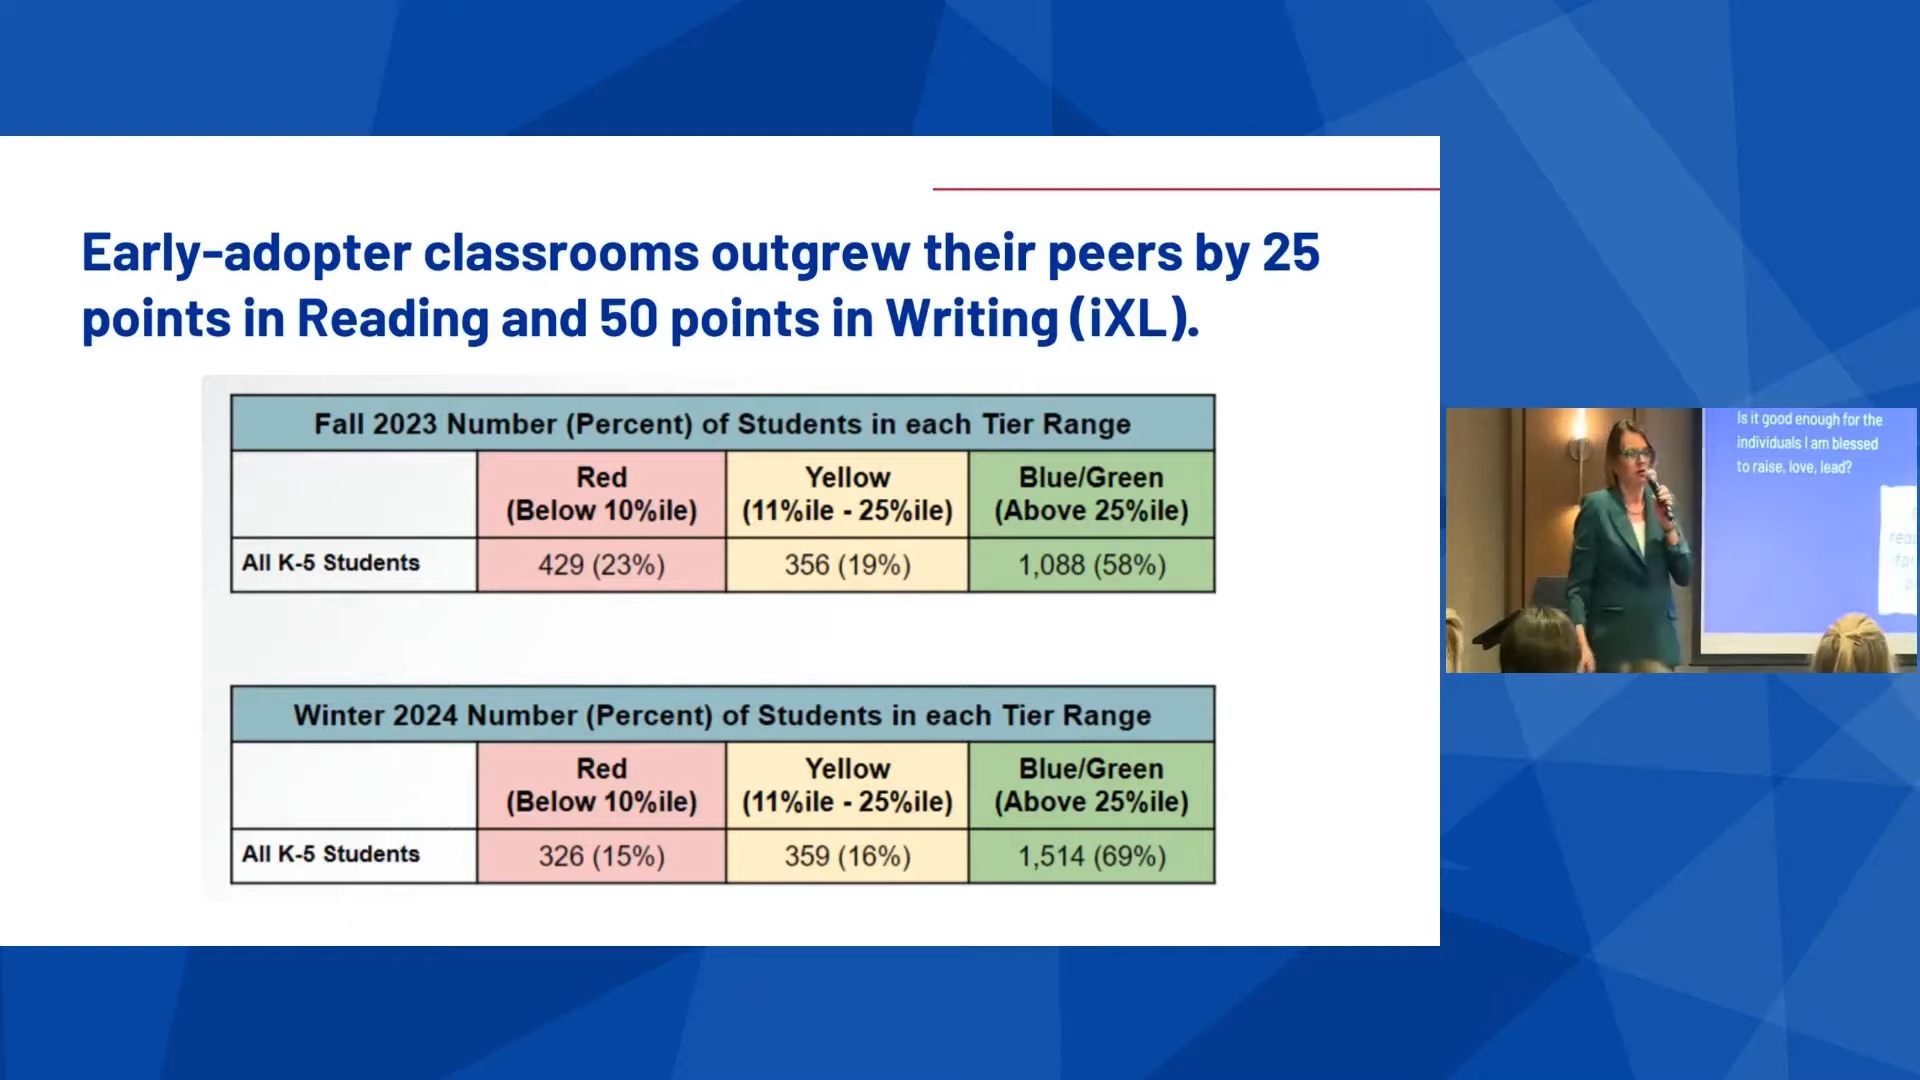 Early-adopter classrooms outgrew their peers by 25
points in Reading and 50 points in Writing (iXL).
Fall 2023 Number (Percent) of Students in each Tier Range
Red
(Below 10%ile)
Yellow
(11%ile - 25%ile)
Blue/Green
(Above 25%ile)
All K-5 Students
429 (23%)
356 (19%)
1,088 (58%)
Winter 2024 Number (Percent) of Students in each Tier Range
Red
(Below 10%ile)
Yellow
(11%ile - 25%ile)
Blue/Green
(Above 25%ile)
All K-5 Students
326 (15%)
359 (16%)
1,514 (69%)
Is it good enough for the
individuals I am blessed
to raise, love, lead?